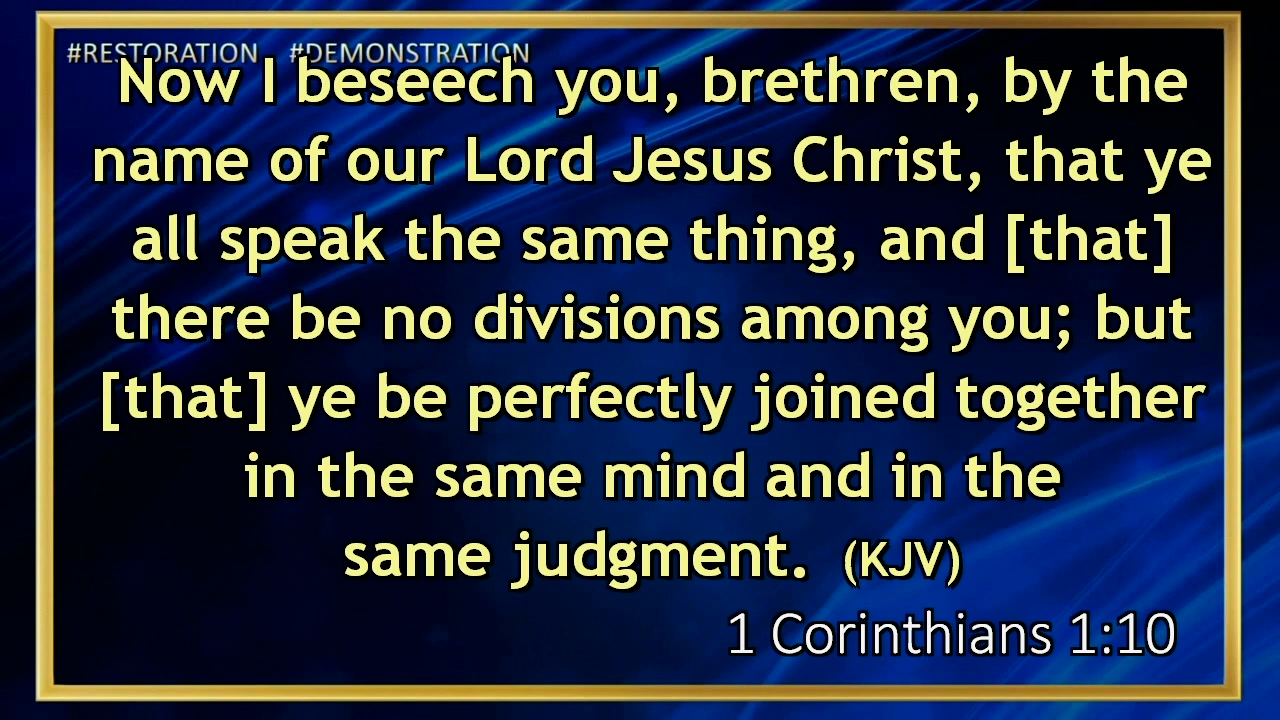 #RESTORATION #DEMONSTRATION
Now I beseech you, brethren, by the
name of our Lord Jesus Christ, that ye
all speak the same thing, and [that]
there be no divisions among you; but
[that] ye be perfectly joined together
in the same mind and in the
same judgment. (KJV)
1 Corinthians 1:10